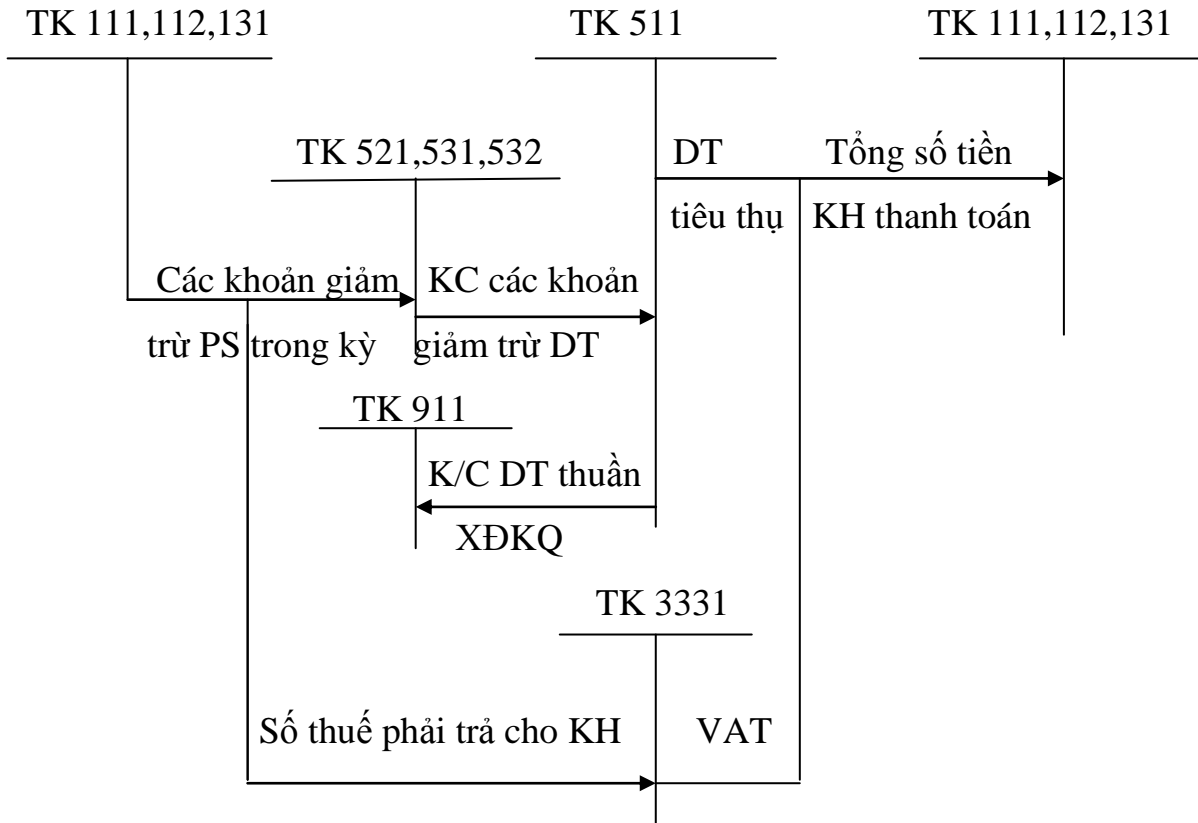 TK 111,112,131
TK 511
TK 111,112,131
TK 521,531,532
DT
Tổng số tiền
tiêu thụ
KH thanh toán
Các khoản giảm
KC các khoản
trừ PS trong kỳ
giảm trừ DT
TK 911
K/C DT thuần
XĐKQ
TK 3331
Số thuế phải trả cho KH
VAT